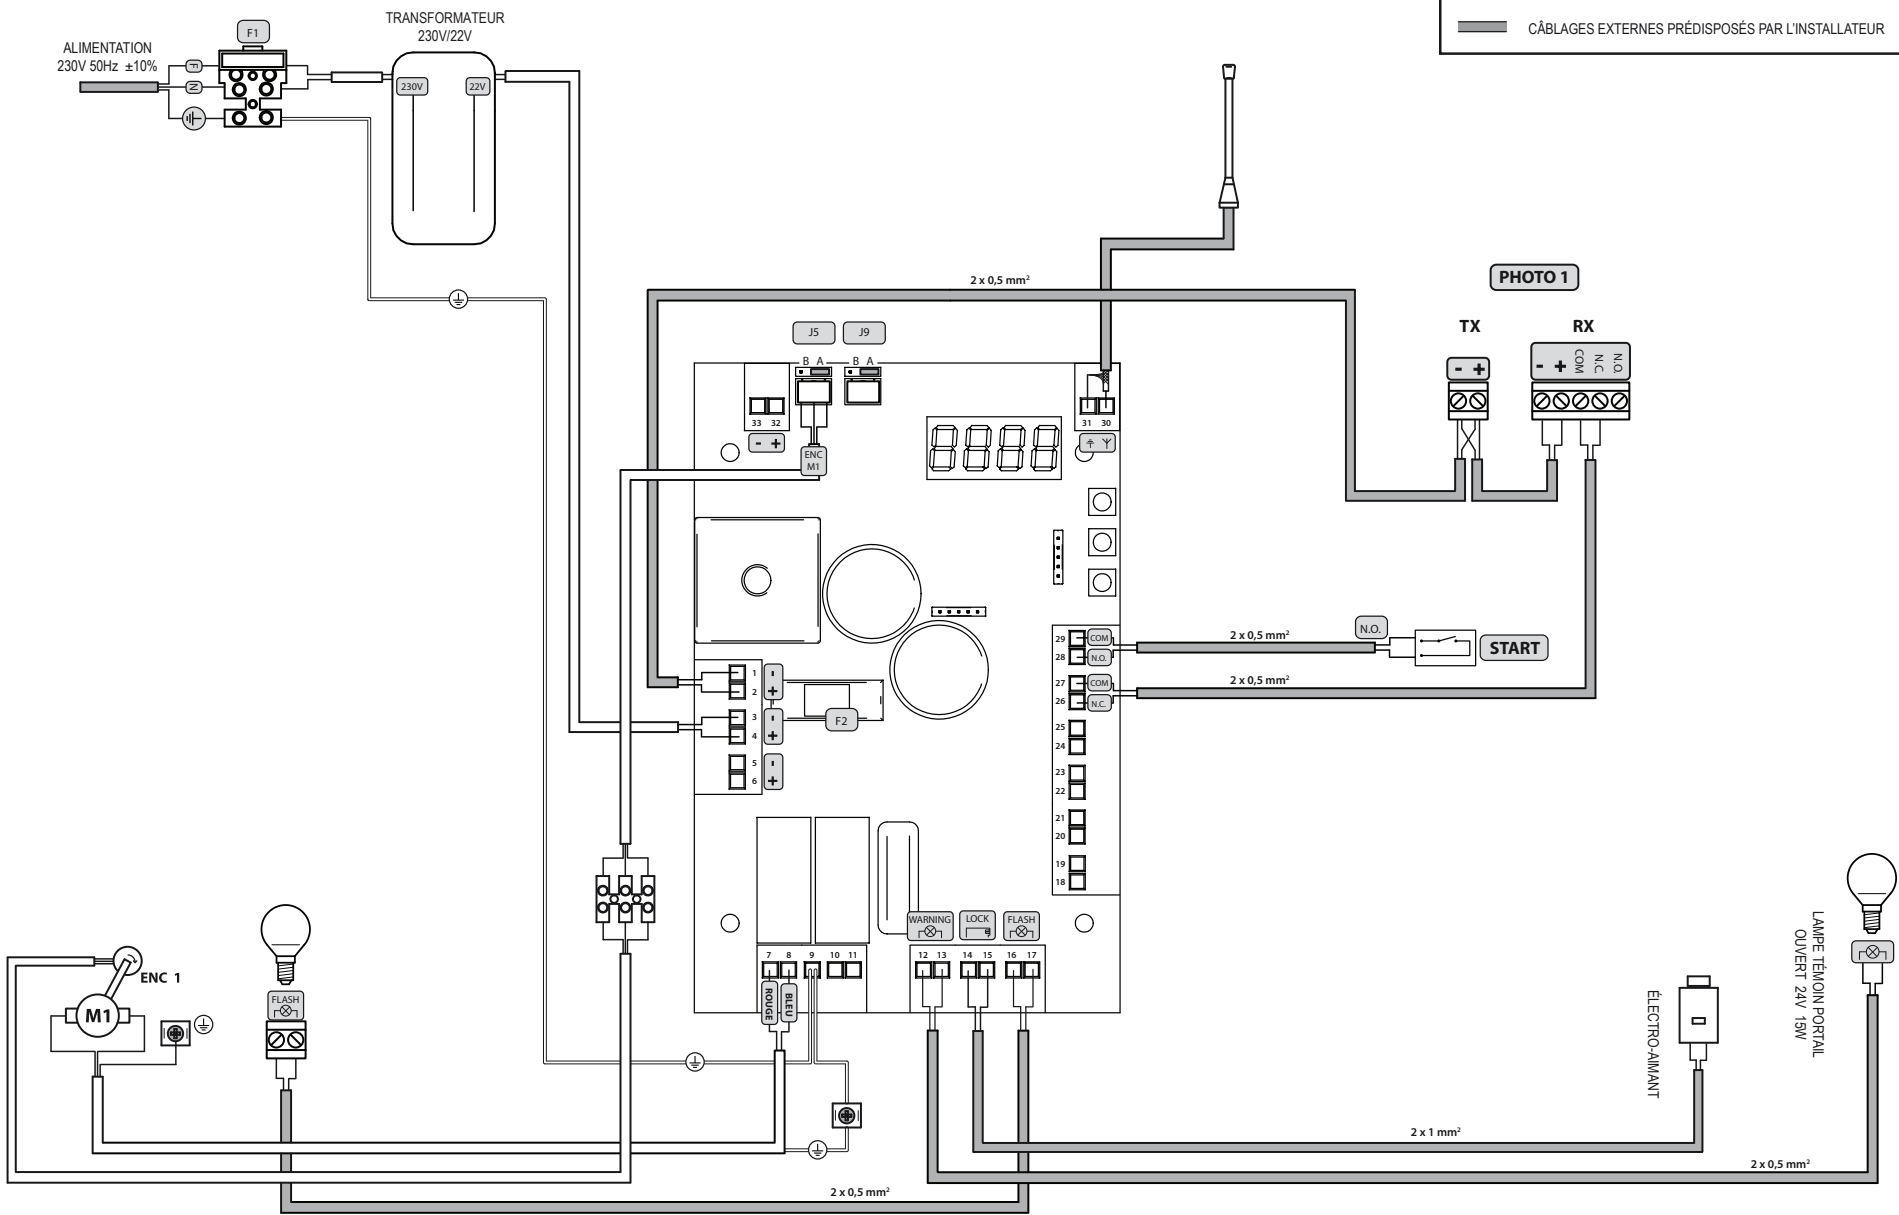 CÂBLAGES EXTERNES PRÉDISPOSÉS PAR L'INSTALLATEUR
TRANSFORMATEUR
230V/22V
F1
ALIMENTATION
230V 50Hz ±10%
F
N
230V
22V
2 x 0,5 mm²
PHOTO 1
TX
RX
- +
- + COM N.C. N.O.
J5
J9
B A
B A
33 32
- +
ENC
M1
31 30
29 COM
28 N.O.
2 x 0,5 mm²
N.O.
START
27 COM
26 N.C.
2 x 0,5 mm²
1 -
2 +
3 -
4 +
5 -
6 +
F2
25
24
23
22
21
20
19
18
WARNING
LOCK
FLASH
7 8 9 10 11
12 13 14 15 16 17
ROUGE
BLEU
ENC 1
M1
FLASH
LAMPE TÉMOIN PORTAIL
OUVERT 24V 15W
ÉLECTRO-AIMANT
2 x 1 mm²
2 x 0,5 mm²
2 x 0,5 mm²